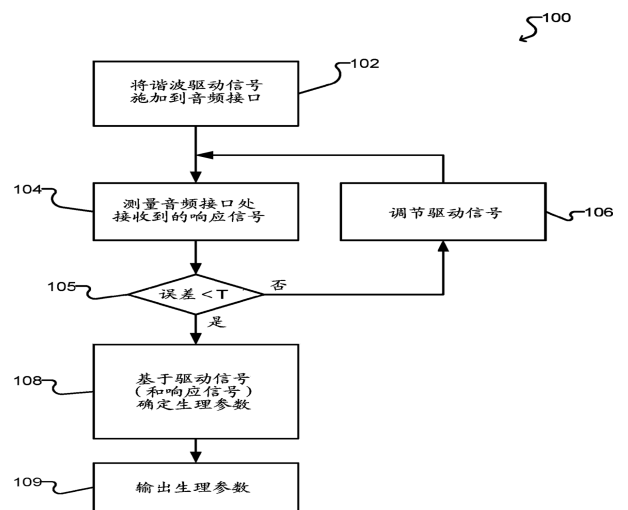 100
将谐波驱动信号
施加到音频接口
102
104
测量音频接口处
接收到的响应信号
调节驱动信号
106
105
误差<T
否
是
108
基于驱动信号
(和响应信号)
确定生理参数
109
输出生理参数